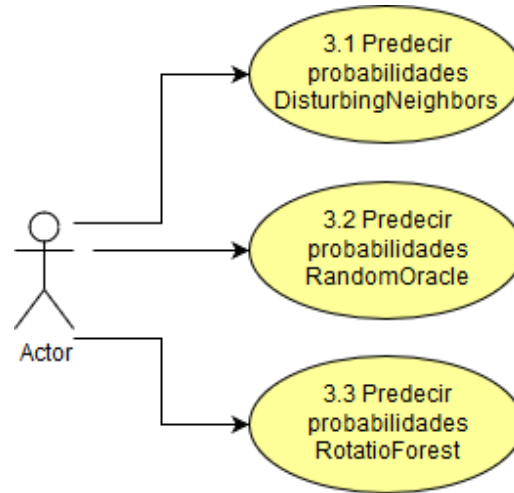 3.1 Predecir
probabilidades
DisturbingNeighbors
3.2 Predecir
probabilidades
RandomOracle
Actor
3.3 Predecir
probabilidades
RotatioForest